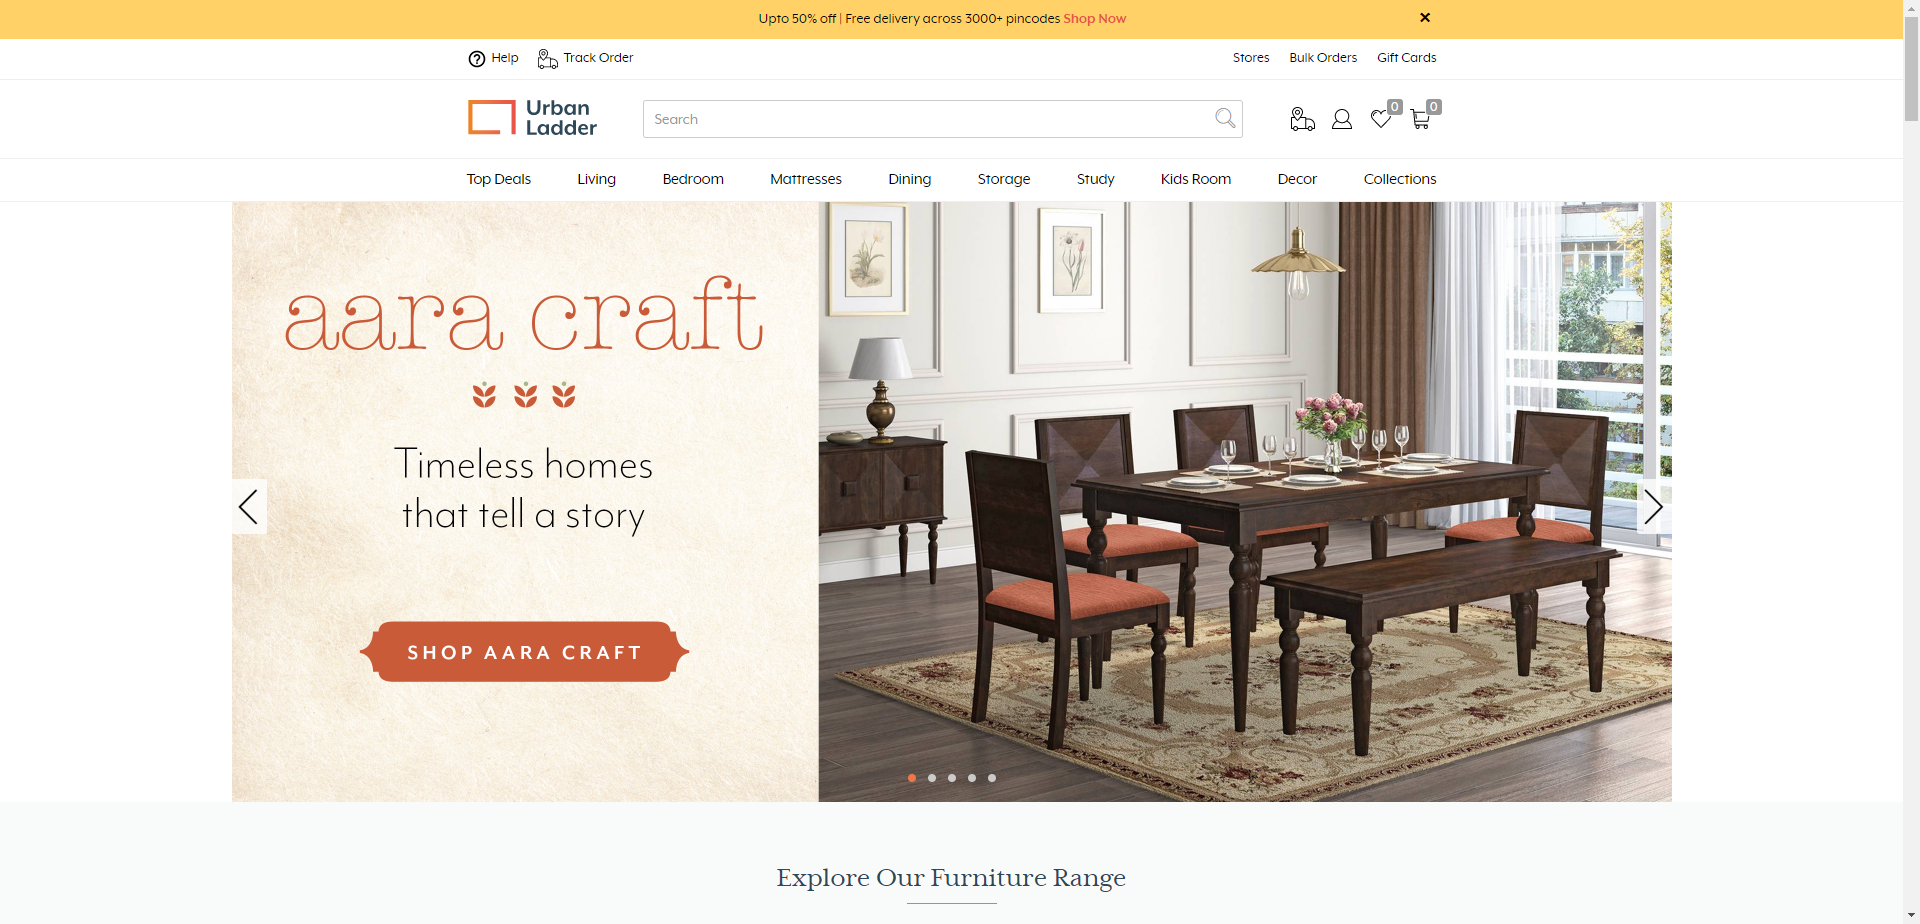 Upto 50% off | Free delivery across 3000+ pincodes Shop Now
Help
Track Order
Stores
Bulk Orders
Gift Cards
Urban
Ladder
Search
0
0
Top Deals
Living
Bedroom
Mattresses
Dining
Storage
Study
Kids Room
Decor
Collections
aara craft
Timeless homes
that tell a story
SHOP AARA CRAFT
Explore Our Furniture Range